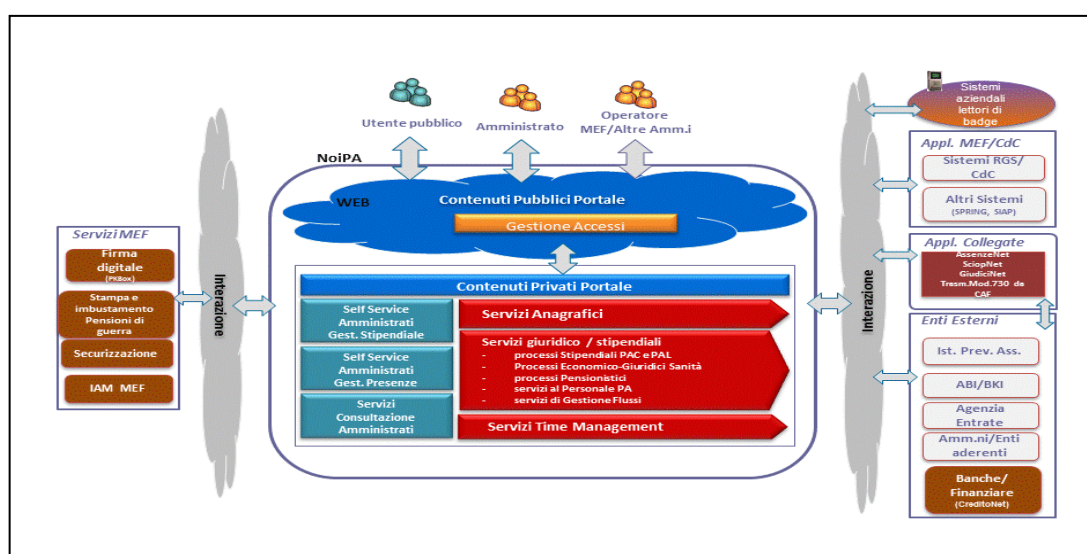 Utente pubblico
Amministrato
Operatore
MEF/Altre Amm.i
NoiPA
WEB
Contenuti Pubblici Portale
Gestione Accessi
Contenuti Privati Portale
Self Service
Amministrati
Gest. Stipendiale
Self Service
Amministrati
Gest. Presenze
Servizi
Consultazione
Amministrati
Servizi Anagrafici
Servizi giuridico / stipendiali
- processi Stipendiali PAC e PAL
- Processi Economico-Giuridici Sanità
- processi Pensionistici
- servizi al Personale PA
- servizi di Gestione Flussi
Servizi Time Management
Servizi MEF
Firma
digitale
(PKBox)
Stampa e
imbustamento
Pensioni di
guerra
Securizzazione
IAM MEF
Interazione
Interazione
Sistemi
aziendali
lettori di
badge
Appl. MEF/CdC
Sistemi RGS/
CdC
Altri Sistemi
(SPRING, SIAP)
Appl. Collegate
AssenzeNet
SciopNet
GiudiciNet
Trasm.Mod.730 da
CAF
Enti Esterni
Ist. Prev. Ass.
ABI/BKI
Agenzia
Entrate
Amm.ni/Enti
aderenti
Banche/
Finanziare
(CreditoNet)